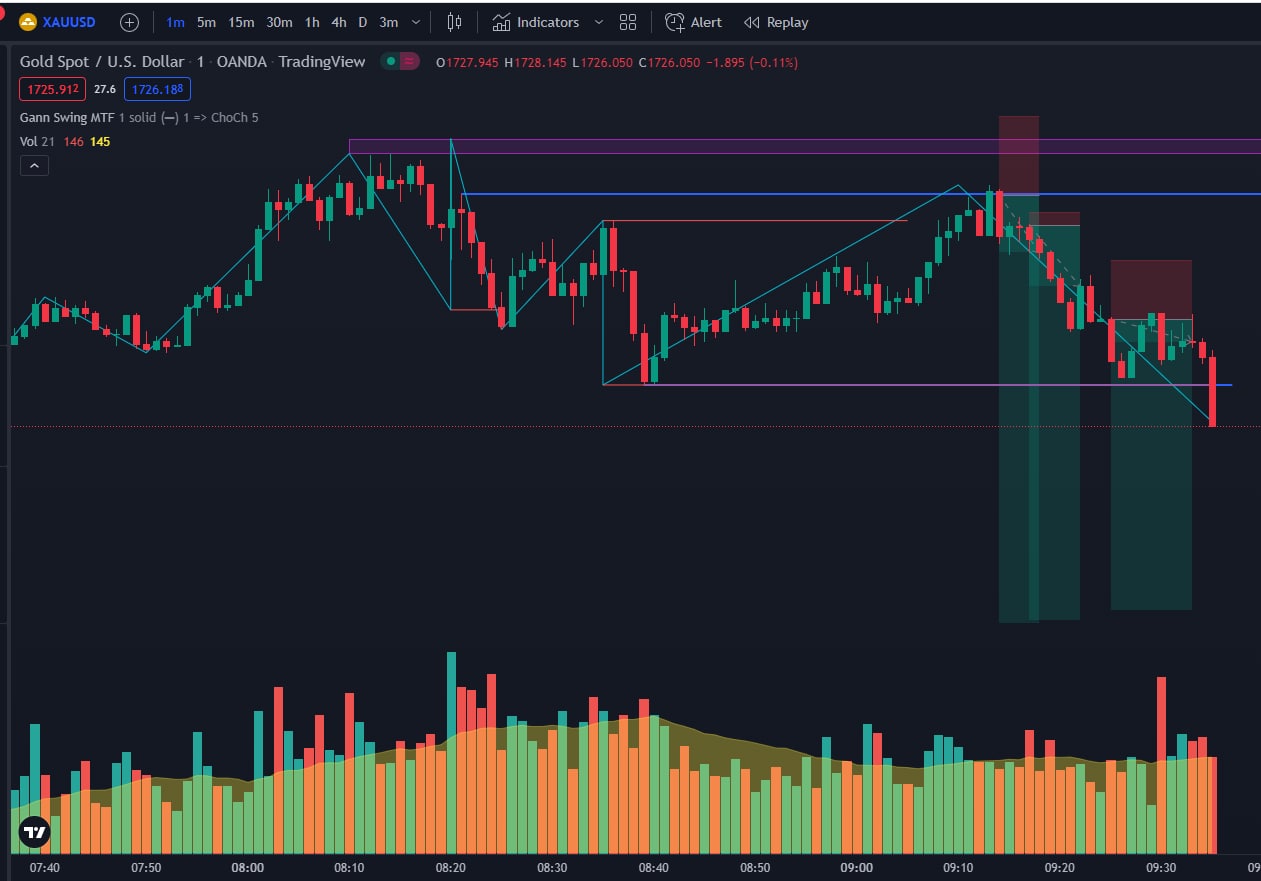 XAUUSD 1m 5m 15m 30m 1h 4h D 3m Indicators Alert Replay
Gold Spot / U.S. Dollar · 1 · OANDA · TradingView O1727.945 H1728.145 L1726.050 C1726.050 −1.895 (−0.11%)
1725.912 27.6 1726.188
Gann Swing MTF 1 solid (—) 1 => ChoCh 5
Vol 21 146 145
07:40 07:50 08:00 08:10 08:20 08:30 08:40 08:50 09:00 09:10 09:20 09:30 09